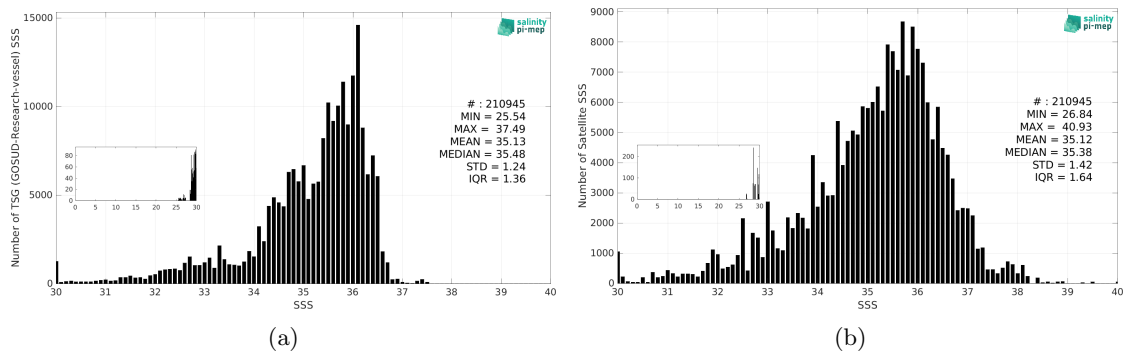 15000
10000
5000
0
Number of TSG (GOSUD-Research-vessel) SSS
30 31 32 33 34 35 36 37 38 39 40
SSS
salinity
pi-mep
# : 210945
MIN = 25.54
MAX = 37.49
MEAN = 35.13
MEDIAN = 35.48
STD = 1.24
IQR = 1.36
80
60
40
20
0
0 5 10 15 20 25 30
(a)
9000
8000
7000
6000
5000
4000
3000
2000
1000
0
Number of Satellite SSS
30 31 32 33 34 35 36 37 38 39 40
SSS
salinity
pi-mep
# : 210945
MIN = 26.84
MAX = 40.93
MEAN = 35.12
MEDIAN = 35.38
STD = 1.42
IQR = 1.64
200
100
0
0 5 10 15 20 25 30
(b)